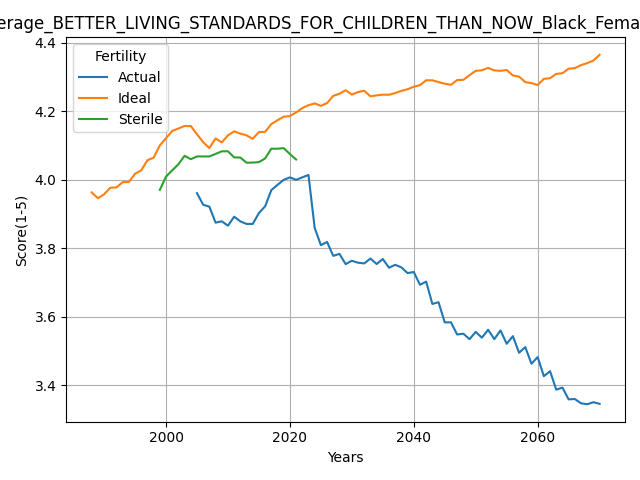 erage_BETTER_LIVING_STANDARDS_FOR_CHILDREN_THAN_NOW_Black_Fema
Fertility
Actual
Ideal
Sterile
Score(1-5)
4.4
4.2
4.0
3.8
3.6
3.4
2000 2020 2040 2060
Years